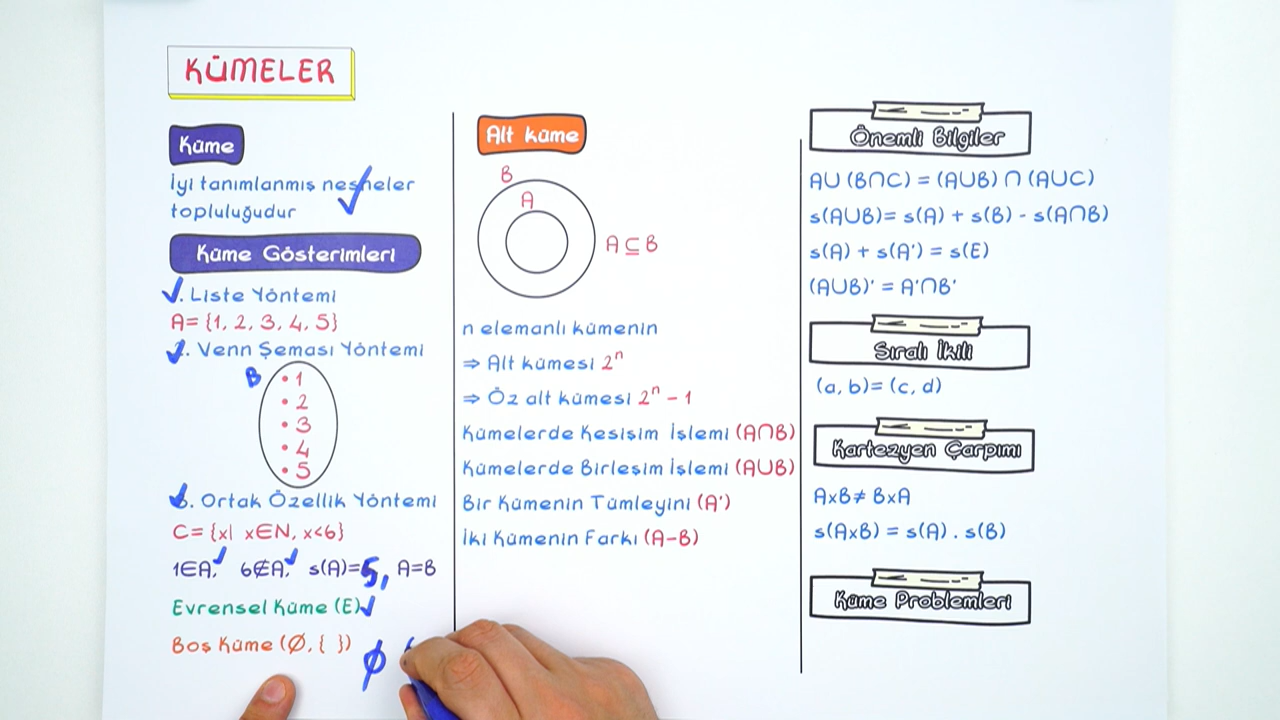 KÜMELER
Küme
İyi tanımlanmış nesneler
topluluğudur
Küme Gösterimleri
. Liste Yöntemi
A= {1, 2, 3, 4, 5}
. Venn Şeması Yöntemi
B
• 1
• 2
• 3
• 4
• 5
. Ortak Özellik Yöntemi
C= {x| x∈N, x<6}
1∈A, 6∉A, s(A)=5, A=B
Evrensel Küme (E)
Boş Küme (Ø, { })
Ø
Alt küme
B
A
A ⊆ B
n elemanlı kümenin
⇒ Alt kümesi 2ⁿ
⇒ Öz alt kümesi 2ⁿ - 1
Kümelerde Kesişim İşlemi (A∩B)
Kümelerde Birleşim İşlemi (A∪B)
Bir Kümenin Tümleyini (A')
İki Kümenin Farkı (A-B)
Önemli Bilgiler
A∪ (B∩C) = (A∪B) ∩ (A∪C)
s(A∪B)= s(A) + s(B) - s(A∩B)
s(A) + s(A') = s(E)
(A∪B)' = A'∩B'
Sıralı İkili
(a, b)= (c, d)
Kartezyen Çarpımı
AxB≠ BxA
s(AxB) = s(A) . s(B)
Küme Problemleri